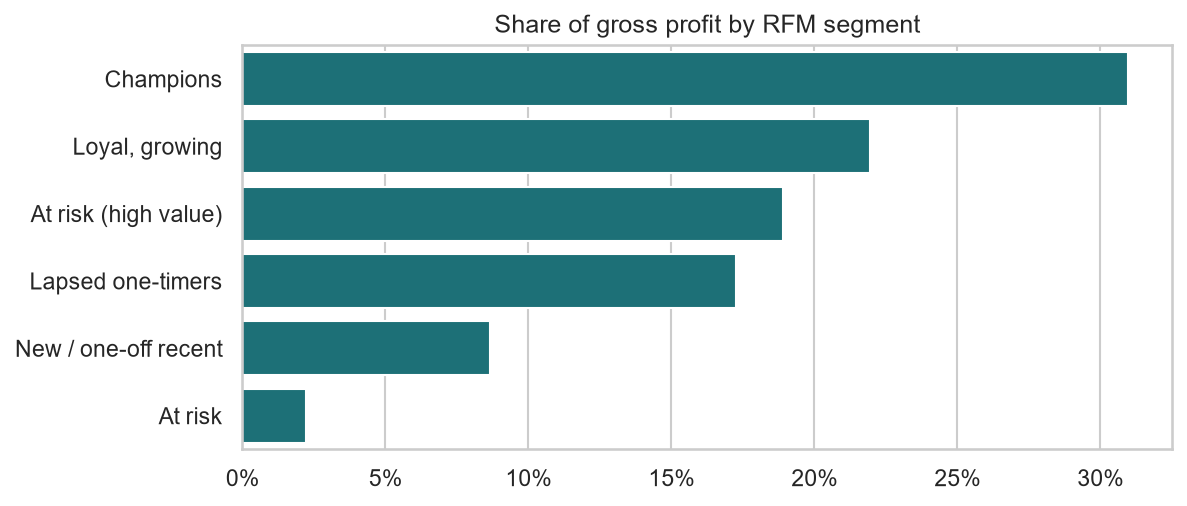 Share of gross profit by RFM segment
Champions
Loyal, growing
At risk (high value)
Lapsed one-timers
New / one-off recent
At risk
0% 5% 10% 15% 20% 25% 30%